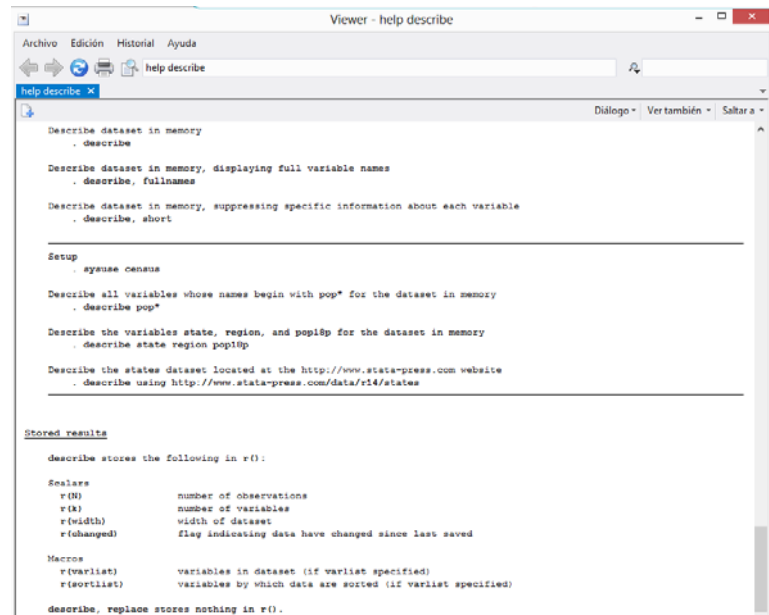 Viewer - help describe
Archivo Edición Historial Ayuda
help describe
help describe
Diálogo Ver también Saltar a
Describe dataset in memory
. describe
Describe dataset in memory, displaying full variable names
. describe, fullnames
Describe dataset in memory, suppressing specific information about each variable
. describe, short
Setup
. sysuse census
Describe all variables whose names begin with pop* for the dataset in memory
. describe pop*
Describe the variables state, region, and pop18p for the dataset in memory
. describe state region pop18p
Describe the states dataset located at the http://www.stata-press.com website
. describe using http://www.stata-press.com/data/r14/states
Stored results
describe stores the following in r():
Scalars
r(N) number of observations
r(k) number of variables
r(width) width of dataset
r(changed) flag indicating data have changed since last saved
Macros
r(varlist) variables in dataset (if varlist specified)
r(sortlist) variables by which data are sorted (if varlist specified)
describe, replace stores nothing in r().